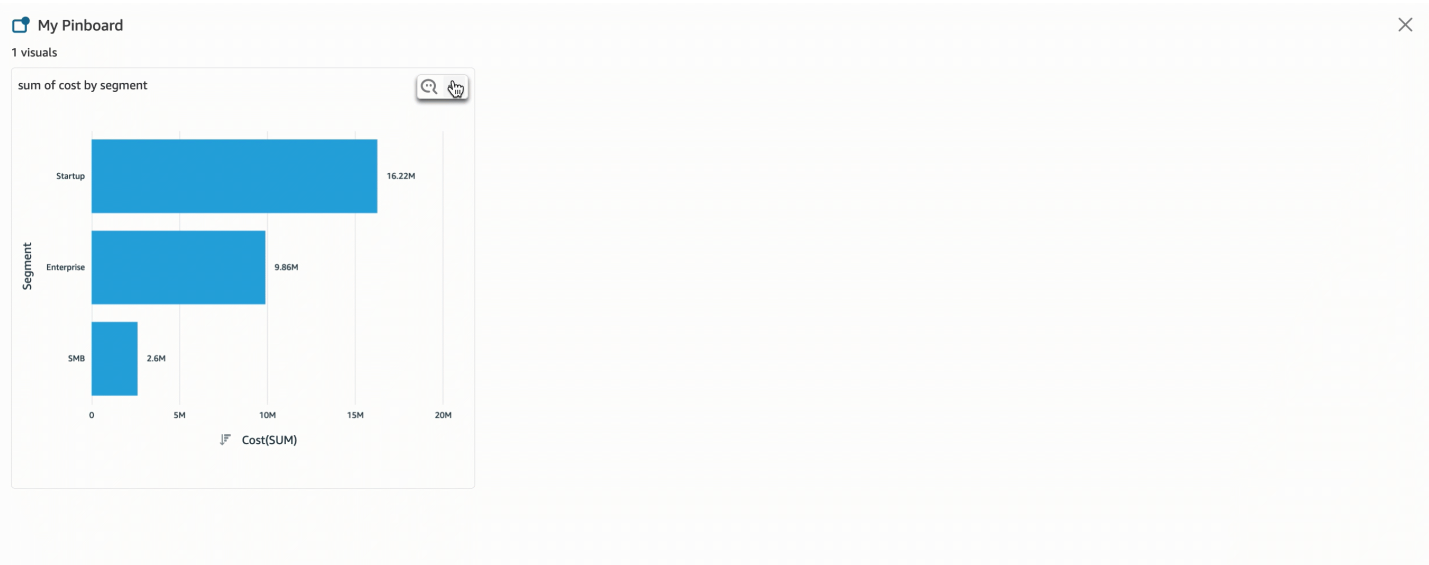 My Pinboard
1 visuals
sum of cost by segment
Startup
16.22M
Segment
Enterprise
9.86M
SMB
2.6M
0 5M 10M 15M 20M
Cost(SUM)